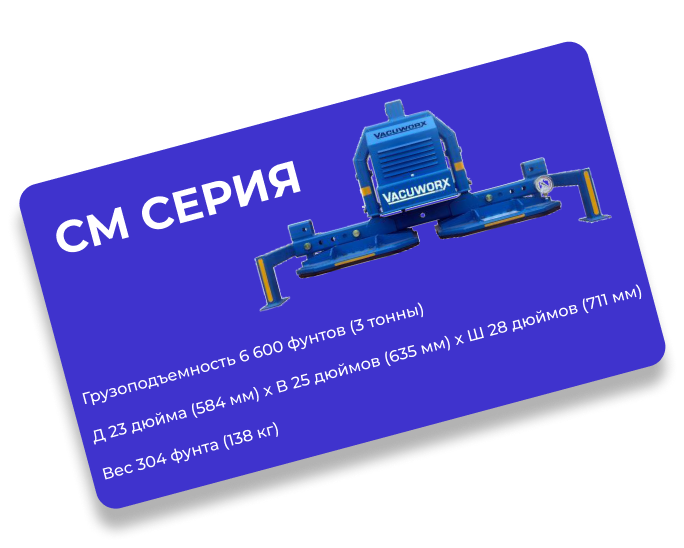 СМ СЕРИЯ
VACUWORX
VACUWORX
Грузоподъемность 6 600 фунтов (3 тонны)
Д 23 дюйма (584 мм) x В 25 дюймов (635 мм) x Ш 28 дюймов (711 мм)
Вес 304 фунта (138 кг)